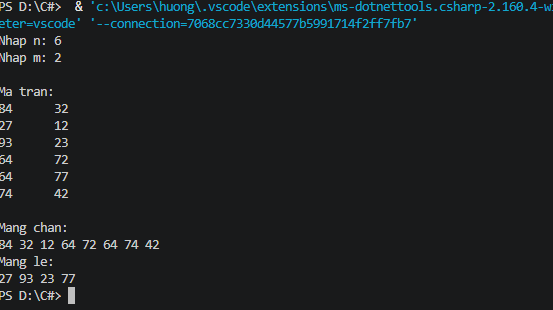 PS D:\C#>  & 'c:\Users\huong\.vscode\extensions\ms-dotnettools.csharp-2.160.4-w
eter=vscode' '--connection=7068cc7330d44577b5991714f2ff7fb7'
Nhap n: 6
Nhap m: 2
Ma tran:
84 32
27 12
93 23
64 72
64 77
74 42
Mang chan:
84 32 12 64 72 64 74 42
Mang le:
27 93 23 77
PS D:\C#>